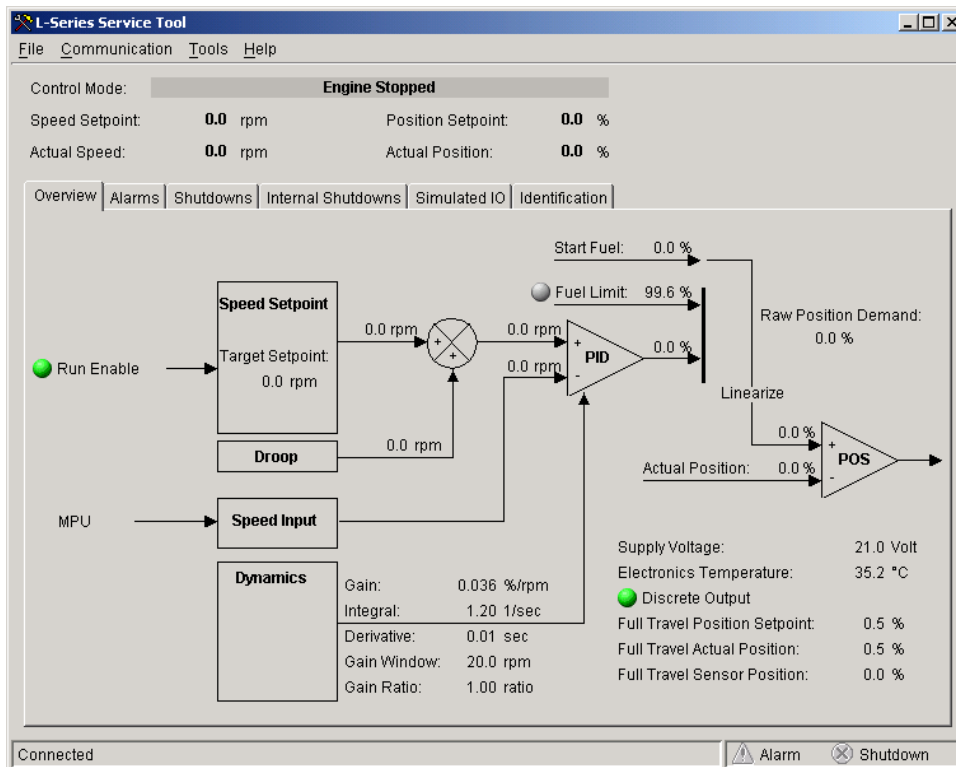 L-Series Service Tool
File Communication Tools Help
Control Mode: Engine Stopped
Speed Setpoint: 0.0 rpm Position Setpoint: 0.0 %
Actual Speed: 0.0 rpm Actual Position: 0.0 %
Overview Alarms Shutdowns Internal Shutdowns Simulated IO Identification
Start Fuel: 0.0 %
Fuel Limit: 99.6 %
Speed Setpoint
Raw Position Demand:
0.0 %
0.0 rpm
+
+
0.0 rpm
0.0 rpm
+
-
PID
0.0 %
Run Enable
Target Setpoint:
0.0 rpm
Linearize
Droop
0.0 rpm
0.0 %
+
-
POS
Actual Position: 0.0 %
MPU
Speed Input
Dynamics
Gain: 0.036 %/rpm
Integral: 1.20 1/sec
Derivative: 0.01 sec
Gain Window: 20.0 rpm
Gain Ratio: 1.00 ratio
Supply Voltage: 21.0 Volt
Electronics Temperature: 35.2 °C
Discrete Output
Full Travel Position Setpoint: 0.5 %
Full Travel Actual Position: 0.5 %
Full Travel Sensor Position: 0.0 %
Connected Alarm Shutdown